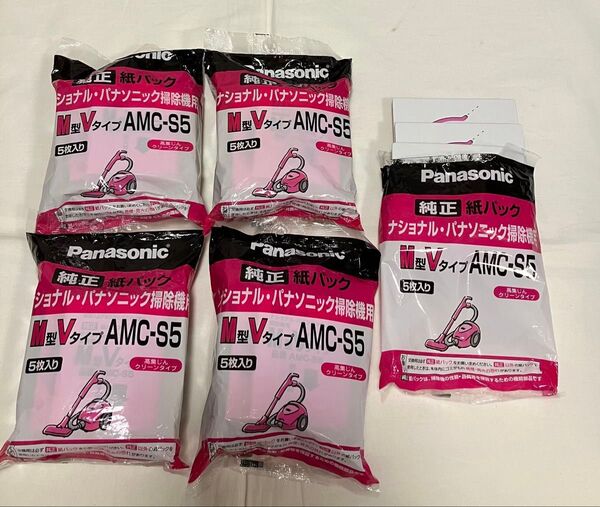 純正 紙パック
ショナル・パナソニック掃除機用
M型Vタイプ AMC-S5
5枚入り
高集じん
クリーンタイプ
Panasonic
純正 紙パック
ナショナル・パナソニック掃除機用
M型Vタイプ AMC-S5
5枚入り
高集じん
クリーンタイプ
Panasonic
純正 紙パック
ナショナル・パナソニック掃除機用
M型Vタイプ AMC-S5
5枚入り
高集じん
クリーンタイプ
Panasonic
純正 紙パック
ショナル・パナソニック掃除機用
M型Vタイプ AMC-S5
5枚入り
高集じん
クリーンタイプ
Panasonic
純正 紙パック
ナショナル・パナソニック掃除機用
M型Vタイプ AMC-S5
5枚入り
高集じん
クリーンタイプ